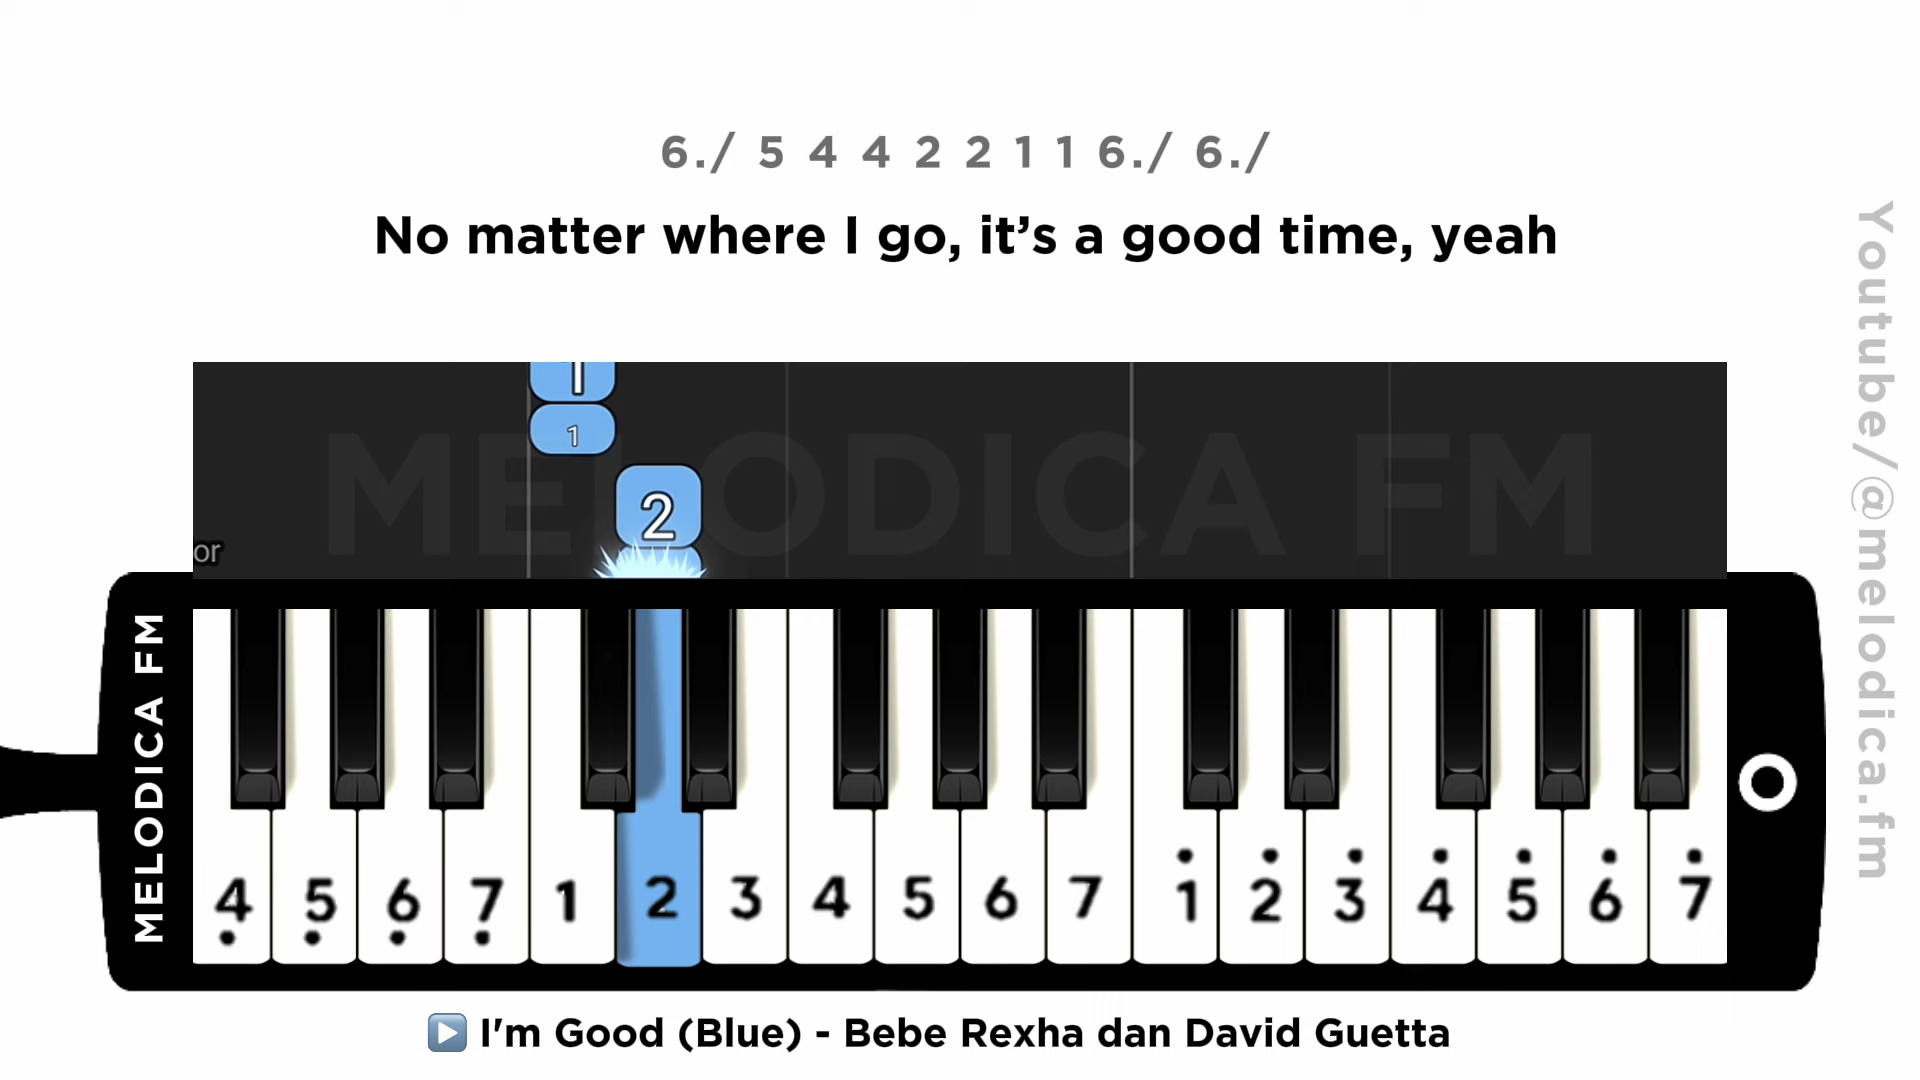 6./ 5 4 4 2 2 1 1 6./ 6./
No matter where I go, it’s a good time, yeah
Youtube/@melodica.fm
1
1
MELODICA FM
2
or
MELODICA FM
4 5 6 7 1 2 3 4 5 6 7 1 2 3 4 5 6 7
I'm Good (Blue) - Bebe Rexha dan David Guetta